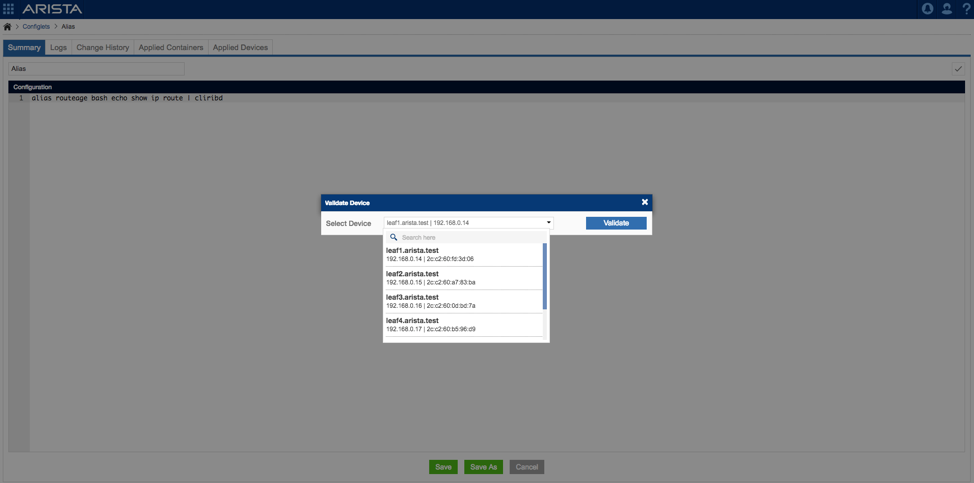 ARISTA
?
> Configlets > Alias
Summary Logs Change History Applied Containers Applied Devices
Alias
Configuration
1 alias routeage bash echo show ip route | cliribd
Validate Device
Select Device leaf1.arista.test | 192.168.0.14 Validate
Search here
leaf1.arista.test
192.168.0.14 | 2c:c2:60:fd:3d:06
leaf2.arista.test
192.168.0.15 | 2c:c2:60:a7:83:ba
leaf3.arista.test
192.168.0.16 | 2c:c2:60:0d:bd:7a
leaf4.arista.test
192.168.0.17 | 2c:c2:60:b5:96:d9
Save Save As Cancel